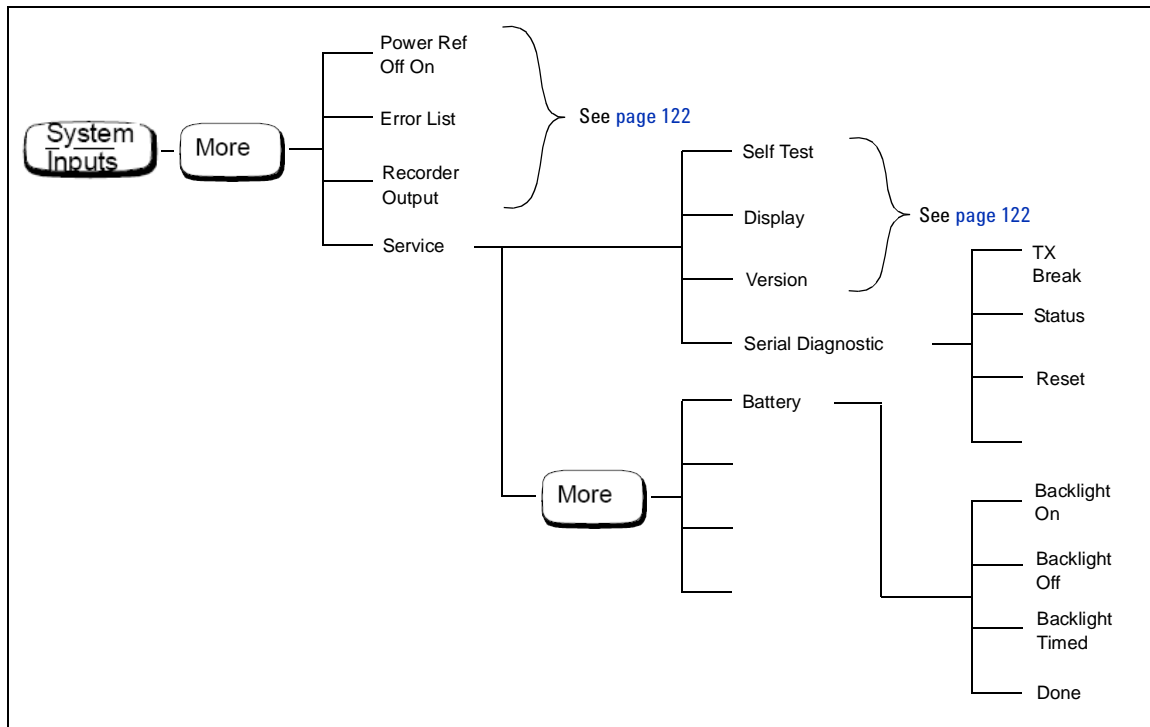 Power Ref
Off On
System
Inputs
More
Error List
See page 122
Recorder
Output
Service
Self Test
Display
See page 122
Version
Serial Diagnostic
TX
Break
Status
Reset
Battery
More
Backlight
On
Backlight
Off
Backlight
Timed
Done